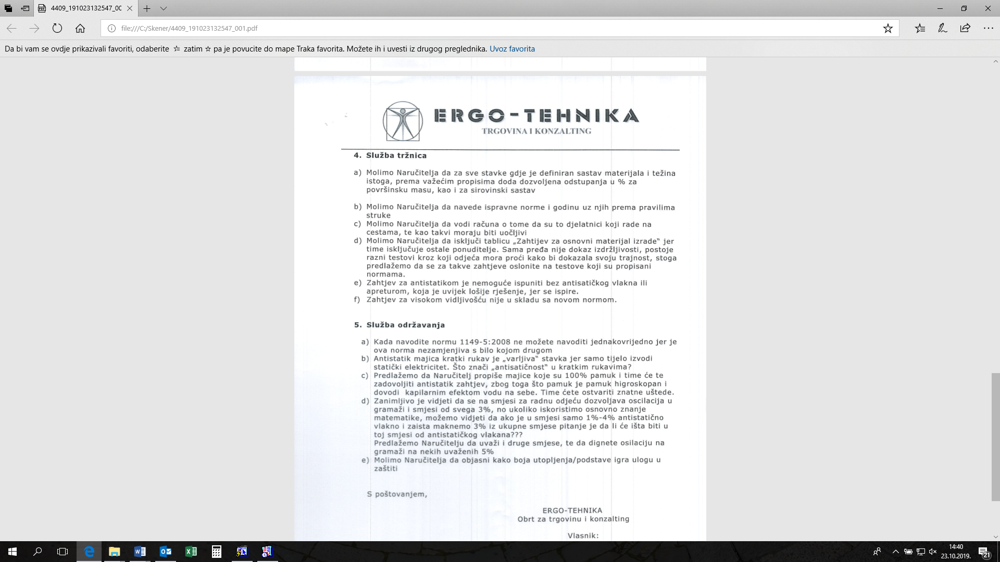 4409_191023132547_0
file:///C:/Skener/4409_191023132547_001.pdf
Da bi vam se ovdje prikazivali favoriti, odaberite zatim pa je povucite do mape Traka favorita. Možete ih i uvesti iz drugog preglednika. Uvoz favorita
ERGO-TEHNIKA
TRGOVINA I KONZALTING
4. Služba tržnica
a) Molimo Naručitelja da za sve stavke gdje je definiran sastav materijala i težina
istoga, prema važećim propisima doda dozvoljena odstupanja u % za
površinsku masu, kao i za sirovinski sastav
b) Molimo Naručitelja da navede ispravne norme i godinu uz njih prema pravilima
struke
c) Molimo Naručitelja da vodi računa o tome da su to djelatnici koji rade na
cestama, te kao takvi moraju biti uočljivi
d) Molimo Naručitelja da isključi tablicu „Zahtijev za osnovni materijal izrade“ jer
time isključuje ostale ponuditelje. Sama pređa nije dokaz izdržljivosti, postoje
razni testovi kroz koji odjeća mora proći kako bi dokazala svoju trajnost, stoga
predlažemo da se za takve zahtjeve oslonite na testove koji su propisani
normama.
e) Zahtjev za antistatikom je nemoguće ispuniti bez antisatičkog vlakna ili
apreturom, koja je uvijek lošije rješenje, jer se ispire.
f) Zahtjev za visokom vidljivošću nije u skladu sa novom normom.
5. Služba održavanja
a) Kada navodite normu 1149-5:2008 ne možete navoditi jednakovrijedno jer je
ova norma nezamjenjiva s bilo kojom drugom
b) Antistatik majica kratki rukav je „varljiva“ stavka jer samo tijelo izvodi
statički elektricitet. Što znači „antisatičnost“ u kratkim rukavima?
c) Predlažemo da Naručitelj propiše majice koje su 100% pamuk i time će te
zadovoljiti antistatik zahtjev, zbog toga što pamuk je pamuk higroskopan i
dovodi kapilarnim efektom vodu na sebe. Time ćete ostvariti znatne uštede.
d) Zanimljivo je vidjeti da se na smjesi za radnu odjeću dozvoljava oscilacija u
gramaži i smjesi od svega 3%, no ukoliko iskoristimo osnovno znanje
matematike, možemo vidjeti da ako je u smjesi samo 1%-4% antistatično
vlakno i zaista maknemo 3% iz ukupne smjese pitanje je da li će išta biti u
toj smjesi od antistatičkog vlakana???
Predlažemo Naručitelju da uvaži i druge smjese, te da dignete osilaciju na
gramaži na nekih uvaženih 5%
e) Molimo Naručitelja da objasni kako boja utopljenja/podstave igra ulogu u
zaštiti
S poštovanjem,
ERGO-TEHNIKA
Obrt za trgovinu i konzalting
Vlasnik:
14:40
23.10.2019.
21